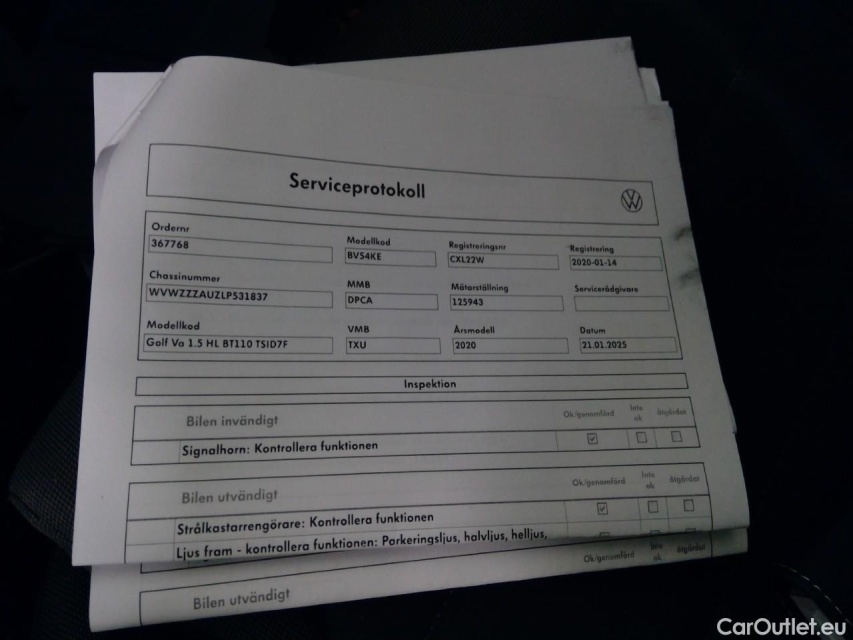 Serviceprotokoll
Ordernr
367768
Modellkod
BV54KE
Registreringsnr
CXL22W
Registrering
2020-01-14
Chassinummer
WVWZZZAUZLP531837
MMB
DPCA
Mätarställning
125943
Servicerådgivare
Modellkod
Golf Va 1.5 HL BT110 TSID7F
VMB
TXU
Årsmodell
2020
Datum
21.01.2025
Inspektion
Bilen invändigt
Ok/genomförd
Inte ok
åtgärdat
Signalhorn: Kontrollera funktionen
Bilen utvändigt
Ok/genomförd
Inte ok
åtgärdat
Strålkastarrengörare: Kontrollera funktionen
Ljus fram - kontrollera funktionen: Parkeringsljus, halvljus, helljus,
Bilen utvändigt
Ok/genomförd
Inte ok
åtgärdat
CarOutlet.eu